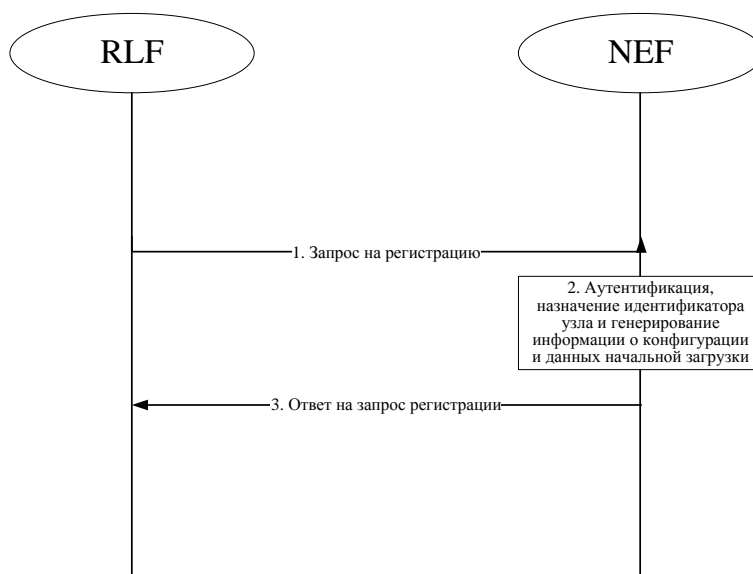 RLF
NEF
1. Запрос на регистрацию
2. Аутентификация,
назначение идентификатора
узла и генерирование
информации о конфигурации
и данных начальной загрузки
3. Ответ на запрос регистрации